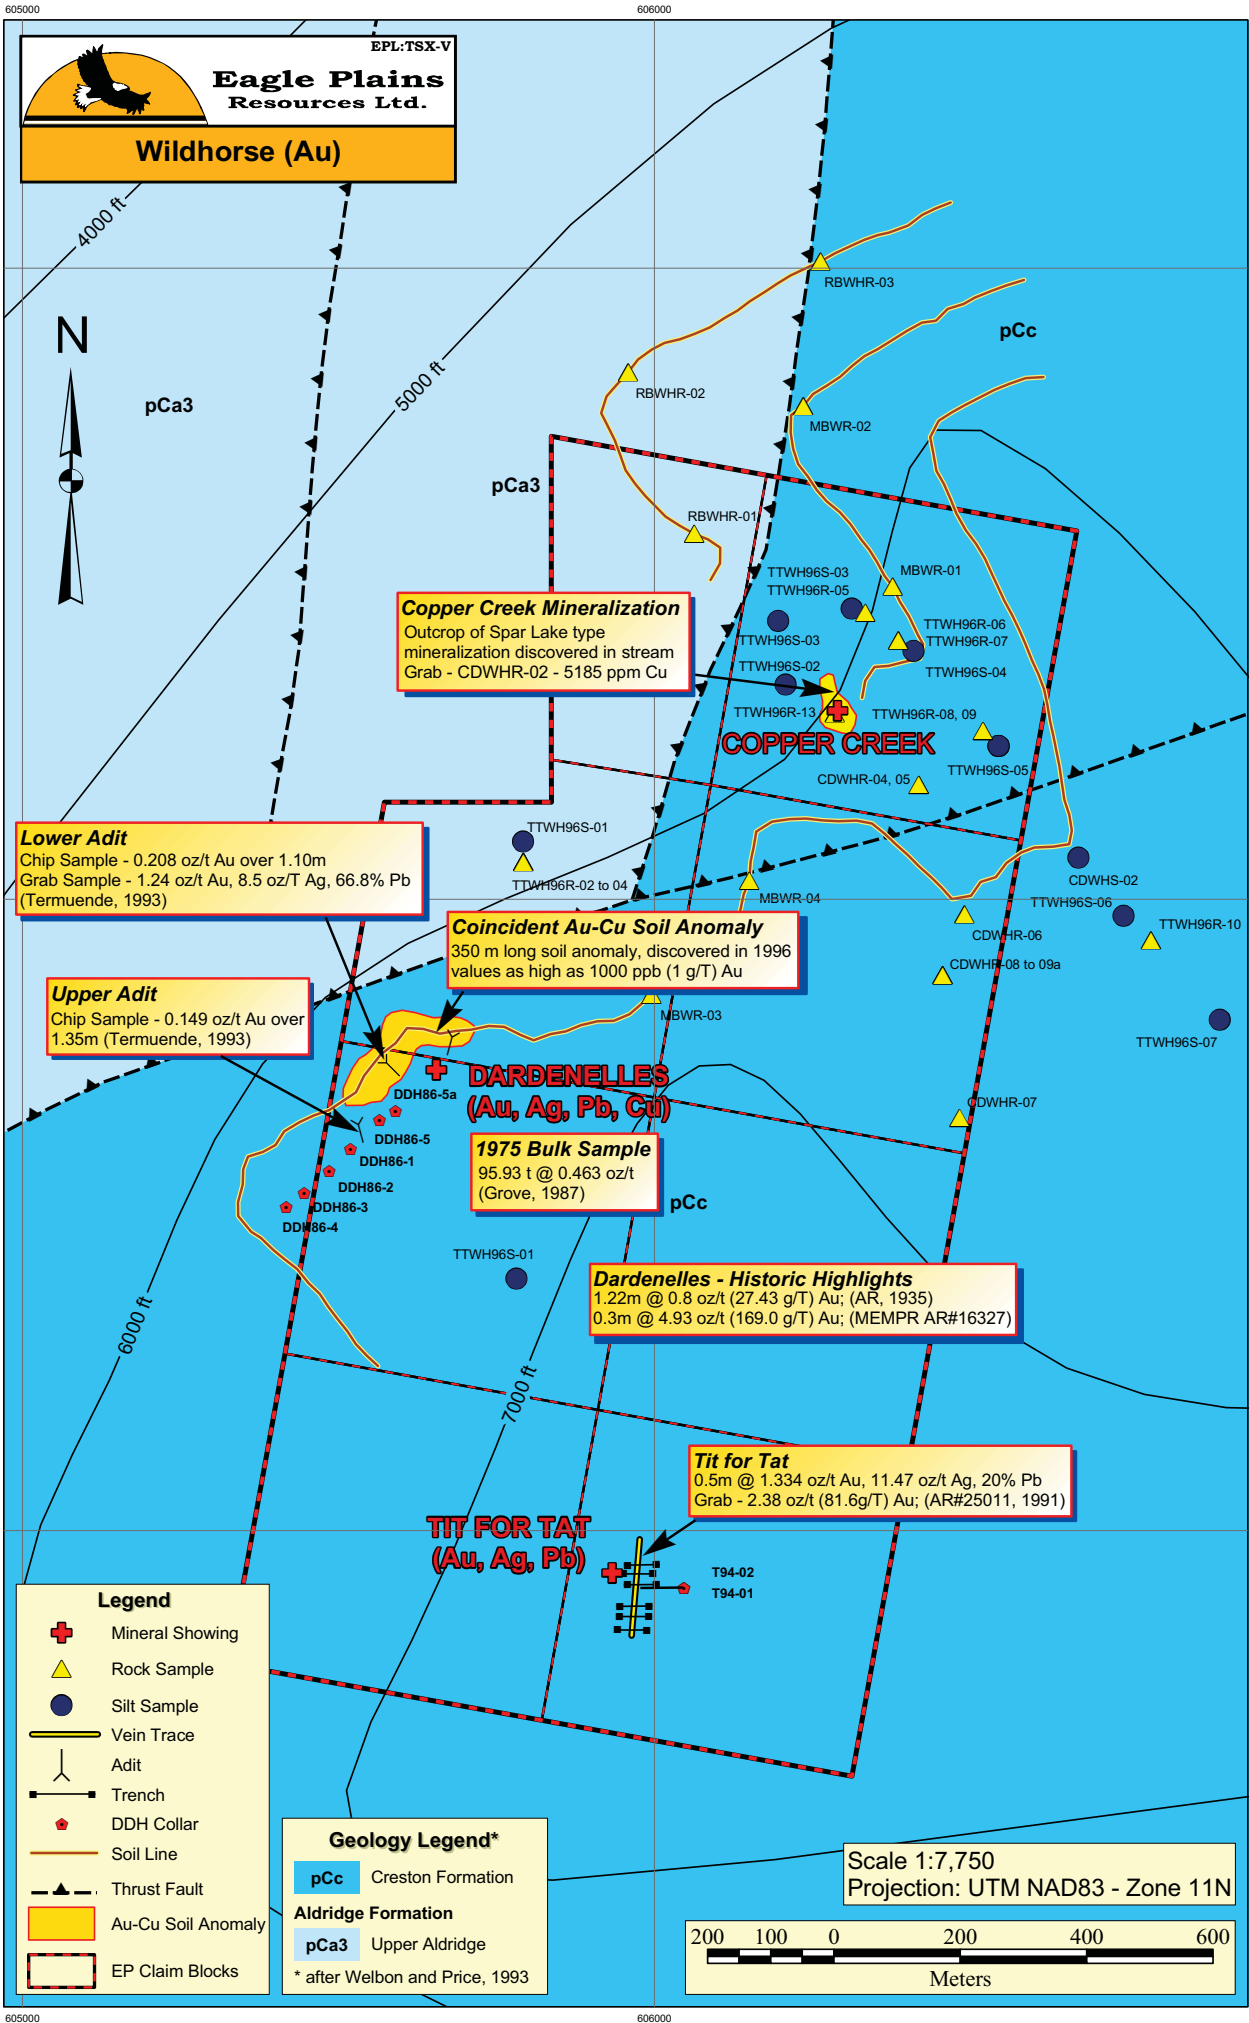 605000
606000
EPL:TSX-V
Eagle Plains
Resources Ltd.
Wildhorse (Au)
4000 ft
N
RBWHR-03
pCc
5000 ft
RBWHR-02
pCa3
MBWR-02
pCa3
RBWHR-01
TTWH96S-03
MBWR-01
TTWH96R-05
Copper Creek Mineralization
Outcrop of Spar Lake type
mineralization discovered in stream
Grab - CDWHR-02 - 5185 ppm Cu
TTWH96R-06
TTWH96R-07
TTWH96S-03
TTWH96S-02
TTWH96S-04
TTWH96R-13
TTWH96R-08, 09
COPPER CREEK
TTWH96S-05
CDWHR-04, 05
Lower Adit
Chip Sample - 0.208 oz/t Au over 1.10m
Grab Sample - 1.24 oz/t Au, 8.5 oz/T Ag, 66.8% Pb
(Termuende, 1993)
TTWH96S-01
TTWH96R-02 to 04
CDWHS-02
MBWR-04
TTWH96S-06
TTWH96R-10
CDWHR-06
Coincident Au-Cu Soil Anomaly
350 m long soil anomaly, discovered in 1996
values as high as 1000 ppb (1 g/T) Au
CDWHR-08 to 09a
Upper Adit
Chip Sample - 0.149 oz/t Au over
1.35m (Termuende, 1993)
MBWR-03
TTWH96S-07
DARDENELLES
(Au, Ag, Pb, Cu)
DDH86-5a
CDWHR-07
DDH86-5
DDH86-1
DDH86-2
DDH86-3
DDH86-4
1975 Bulk Sample
95.93 t @ 0.463 oz/t
(Grove, 1987)
pCc
TTWH96S-01
Dardenelles - Historic Highlights
1.22m @ 0.8 oz/t (27.43 g/T) Au; (AR, 1935)
0.3m @ 4.93 oz/t (169.0 g/T) Au; (MEMPR AR#16327)
6000 ft
7000 ft
Tit for Tat
0.5m @ 1.334 oz/t Au, 11.47 oz/t Ag, 20% Pb
Grab - 2.38 oz/t (81.6g/T) Au; (AR#25011, 1991)
TIT FOR TAT
(Au, Ag, Pb)
T94-02
T94-01
Legend
Mineral Showing
Rock Sample
Silt Sample
Vein Trace
Adit
Trench
DDH Collar
Soil Line
Thrust Fault
Au-Cu Soil Anomaly
EP Claim Blocks
Geology Legend*
pCc Creston Formation
Aldridge Formation
pCa3 Upper Aldridge
* after Welbon and Price, 1993
Scale 1:7,750
Projection: UTM NAD83 - Zone 11N
200 100 0 200 400 600
Meters
605000
606000